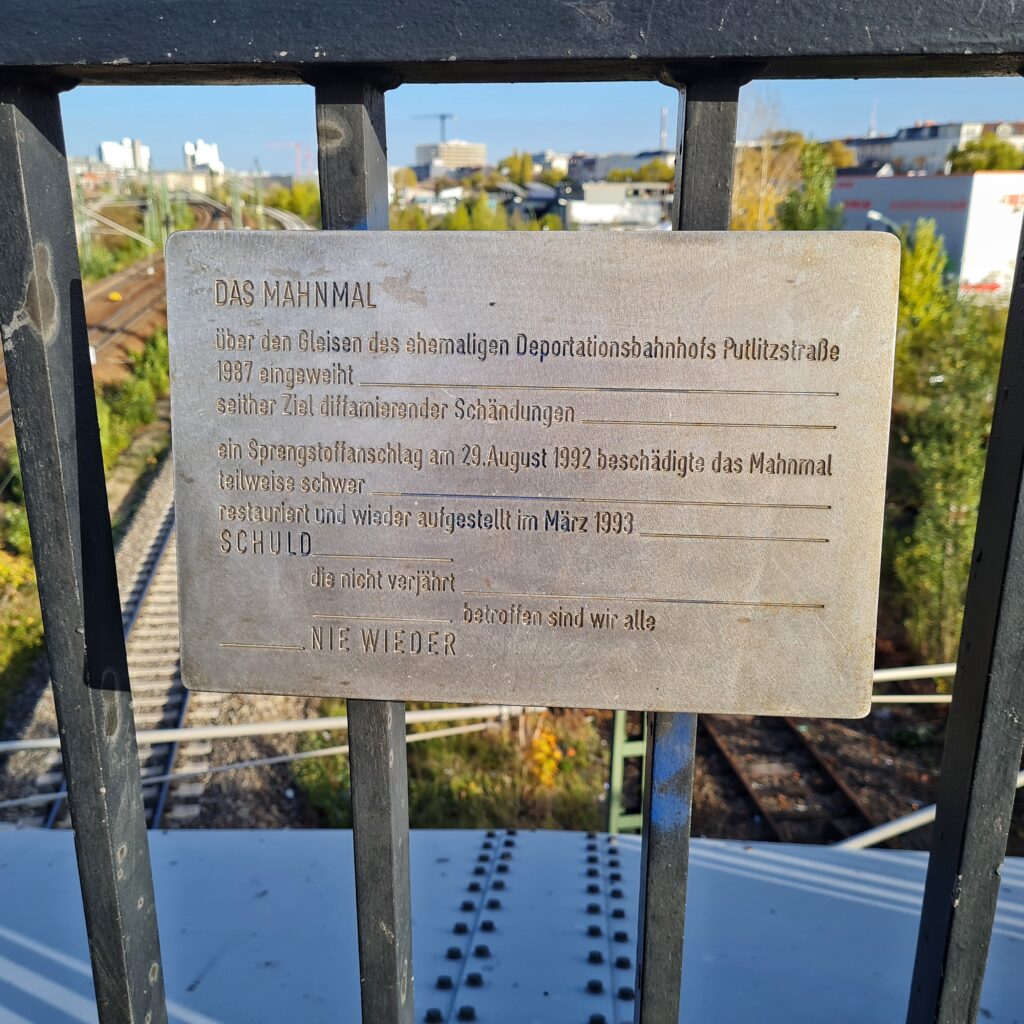 DAS MAHNMAL
über den Gleisen des ehemaligen Deportationsbahnhofs Putlitzstraße
1987 eingeweiht
seither Ziel diffamierender Schändungen
ein Sprengstoffanschlag am 29.August 1992 beschädigte das Mahnmal
teilweise schwer
restauriert und wieder aufgestellt im März 1993
SCHULD
die nicht verjährt
betroffen sind wir alle
NIE WIEDER